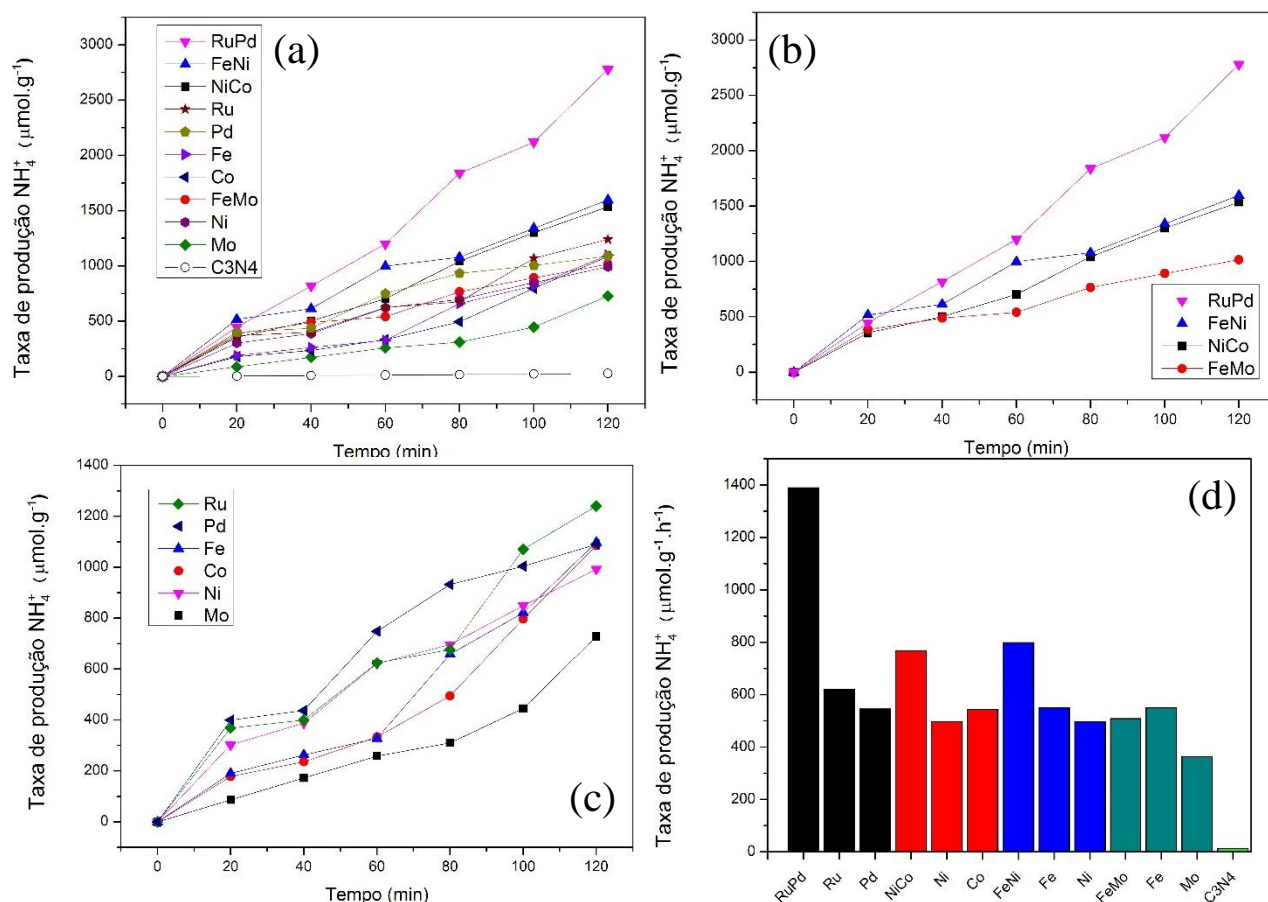 (a)
Taxa de produção NH₄⁺ (μmol.g⁻¹)
3000
2500
2000
1500
1000
500
0
RuPd
FeNi
NiCo
Ru
Pd
Fe
Co
FeMo
Ni
Mo
C3N4
0 20 40 60 80 100 120
Tempo (min)
(b)
Taxa de produção NH₄⁺ (μmol.g⁻¹)
3000
2500
2000
1500
1000
500
0
RuPd
FeNi
NiCo
FeMo
0 20 40 60 80 100 120
Tempo (min)
(c)
Taxa de produção NH₄⁺ (μmol.g⁻¹)
1400
1200
1000
800
600
400
200
0
Ru
Pd
Fe
Co
Ni
Mo
0 20 40 60 80 100 120
Tempo (min)
(d)
Taxa de produção NH₄⁺ (μmol.g⁻¹.h⁻¹)
1400
1200
1000
800
600
400
200
0
RuPd Ru Pd NiCo Ni Co FeNi Fe Ni FeMo Fe Mo C3N4